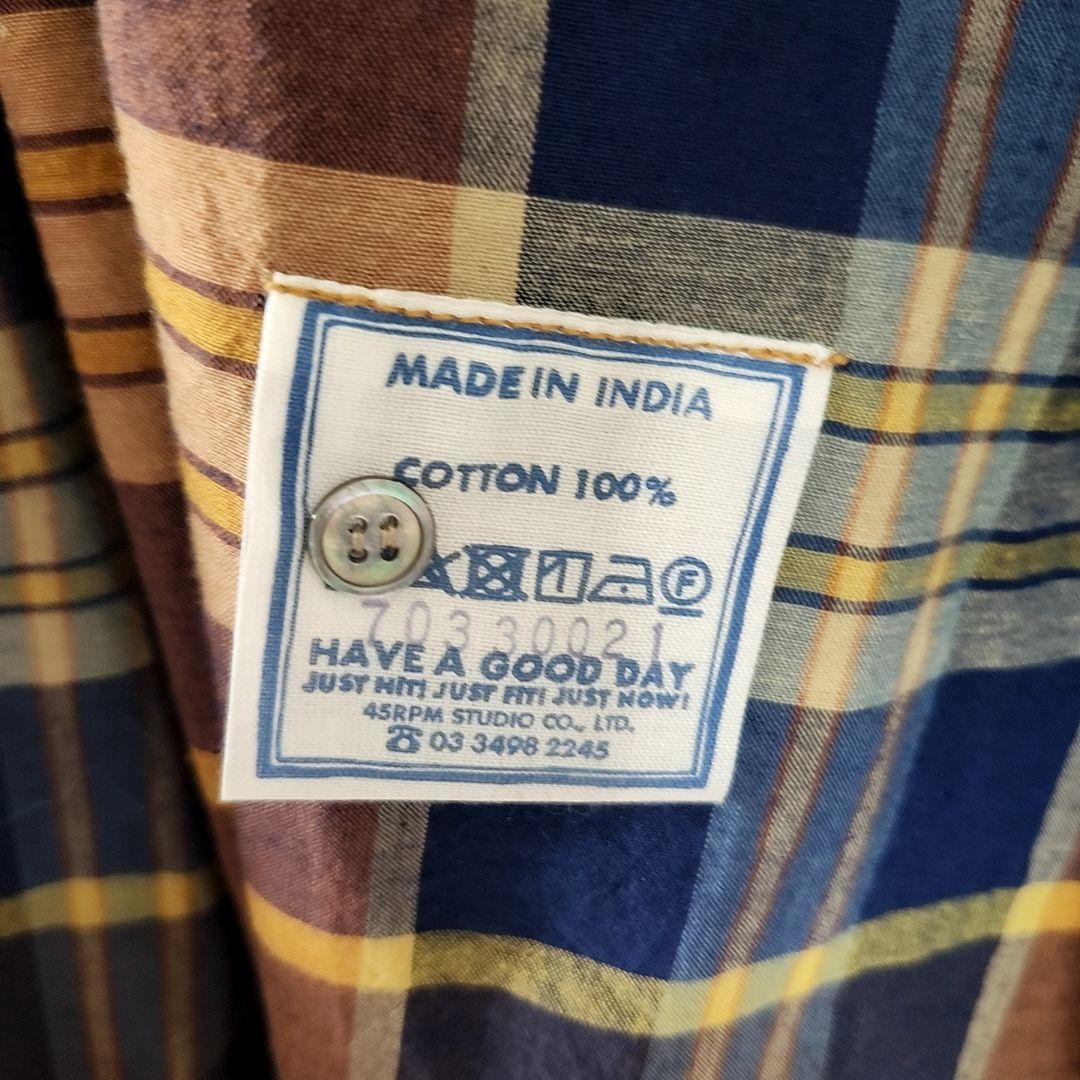 MADE IN INDIA
COTTON 100%
F
70330021
HAVE A GOOD DAY
JUST HIT! JUST FIT! JUST NOW!
45RPM STUDIO CO., LTD.
☎ 03 3498 2245